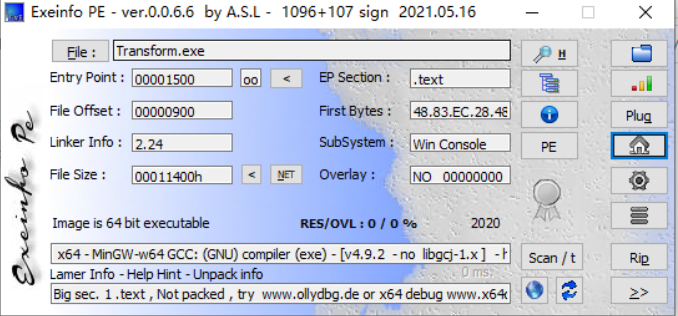 Exeinfo PE - ver.0.0.6.6 by A.S.L - 1096+107 sign 2021.05.16
File : Transform.exe H
Entry Point : 00001500 oo < EP Section : .text
File Offset : 00000900 First Bytes : 48.83.EC.28.48 Plug
Linker Info : 2.24 SubSystem : Win Console PE
File Size : 00011400h < NET Overlay : NO 00000000
Image is 64 bit executable RES/OVL : 0 / 0 % 2020
x64 - MinGW-w64 GCC: (GNU) compiler (exe) - [v4.9.2 - no libgcj-1.x ] - h Scan / t Rip
Lamer Info - Help Hint - Unpack info 0 ms.
Big sec. 1 .text , Not packed , try www.ollydbg.de or x64 debug www.x64 >>
Exeinfo Pe